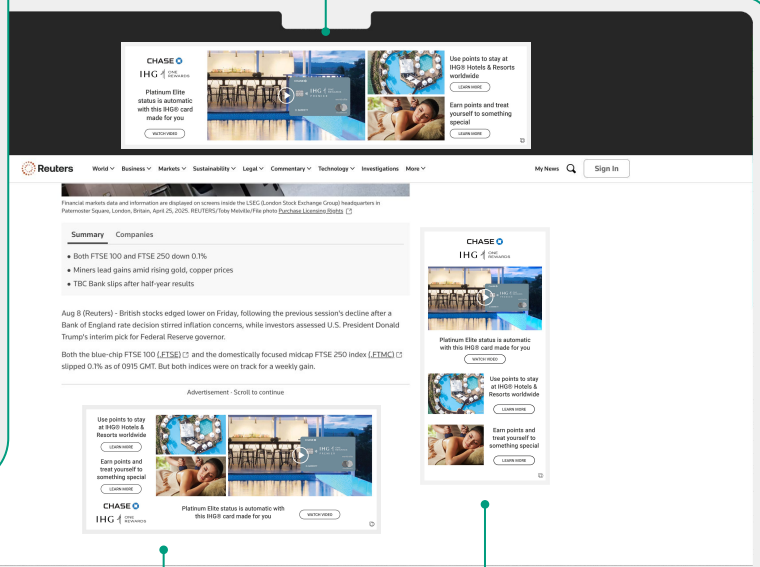 CHASE
IHG ONE REWARDS
Platinum Elite
status is automatic
with this IHG® card
made for you
WATCH VIDEO
IHG
Use points to stay at
IHG® Hotels & Resorts
worldwide
LEARN MORE
Earn points and treat
yourself to something
special
LEARN MORE
Reuters World Business Markets Sustainability Legal Commentary Technology Investigations More My News Sign In
Financial markets data and information are displayed on screens inside the LSEG (London Stock Exchange Group) headquarters in
Paternoster Square, London, Britain, April 25, 2025. REUTERS/Toby Melville/File photo Purchase Licensing Rights
Summary Companies
• Both FTSE 100 and FTSE 250 down 0.1%
• Miners lead gains amid rising gold, copper prices
• TBC Bank slips after half-year results
Aug 8 (Reuters) - British stocks edged lower on Friday, following the previous session's decline after a
Bank of England rate decision stirred inflation concerns, while investors assessed U.S. President Donald
Trump's interim pick for Federal Reserve governor.
Both the blue-chip FTSE 100 (.FTSE) and the domestically focused midcap FTSE 250 index (.FTMC)
slipped 0.1% as of 0915 GMT. But both indices were on track for a weekly gain.
Advertisement · Scroll to continue
Use points to stay
at IHG® Hotels &
Resorts worldwide
LEARN MORE
Earn points and
treat yourself to
something special
LEARN MORE
CHASE
IHG ONE REWARDS
IHG
Platinum Elite status is automatic with
this IHG® card made for you
WATCH VIDEO
CHASE
IHG ONE REWARDS
IHG
Platinum Elite status is automatic
with this IHG® card made for you
WATCH VIDEO
Use points to stay
at IHG® Hotels &
Resorts worldwide
LEARN MORE
Earn points and
treat yourself to
something special
LEARN MORE